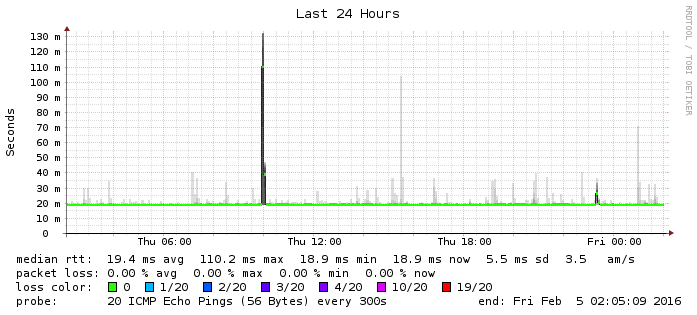 Last 24 Hours
RRDTOOL / TOBI OETIKER
Seconds
130 m
120 m
110 m
100 m
90 m
80 m
70 m
60 m
50 m
40 m
30 m
20 m
10 m
0
Thu 06:00 Thu 12:00 Thu 18:00 Fri 00:00
median rtt: 19.4 ms avg 110.2 ms max 18.9 ms min 18.9 ms now 5.5 ms sd 3.5 am/s
packet loss: 0.00 % avg 0.00 % max 0.00 % min 0.00 % now
loss color: 0 1/20 2/20 3/20 4/20 10/20 19/20
probe: 20 ICMP Echo Pings (56 Bytes) every 300s end: Fri Feb 5 02:05:09 2016